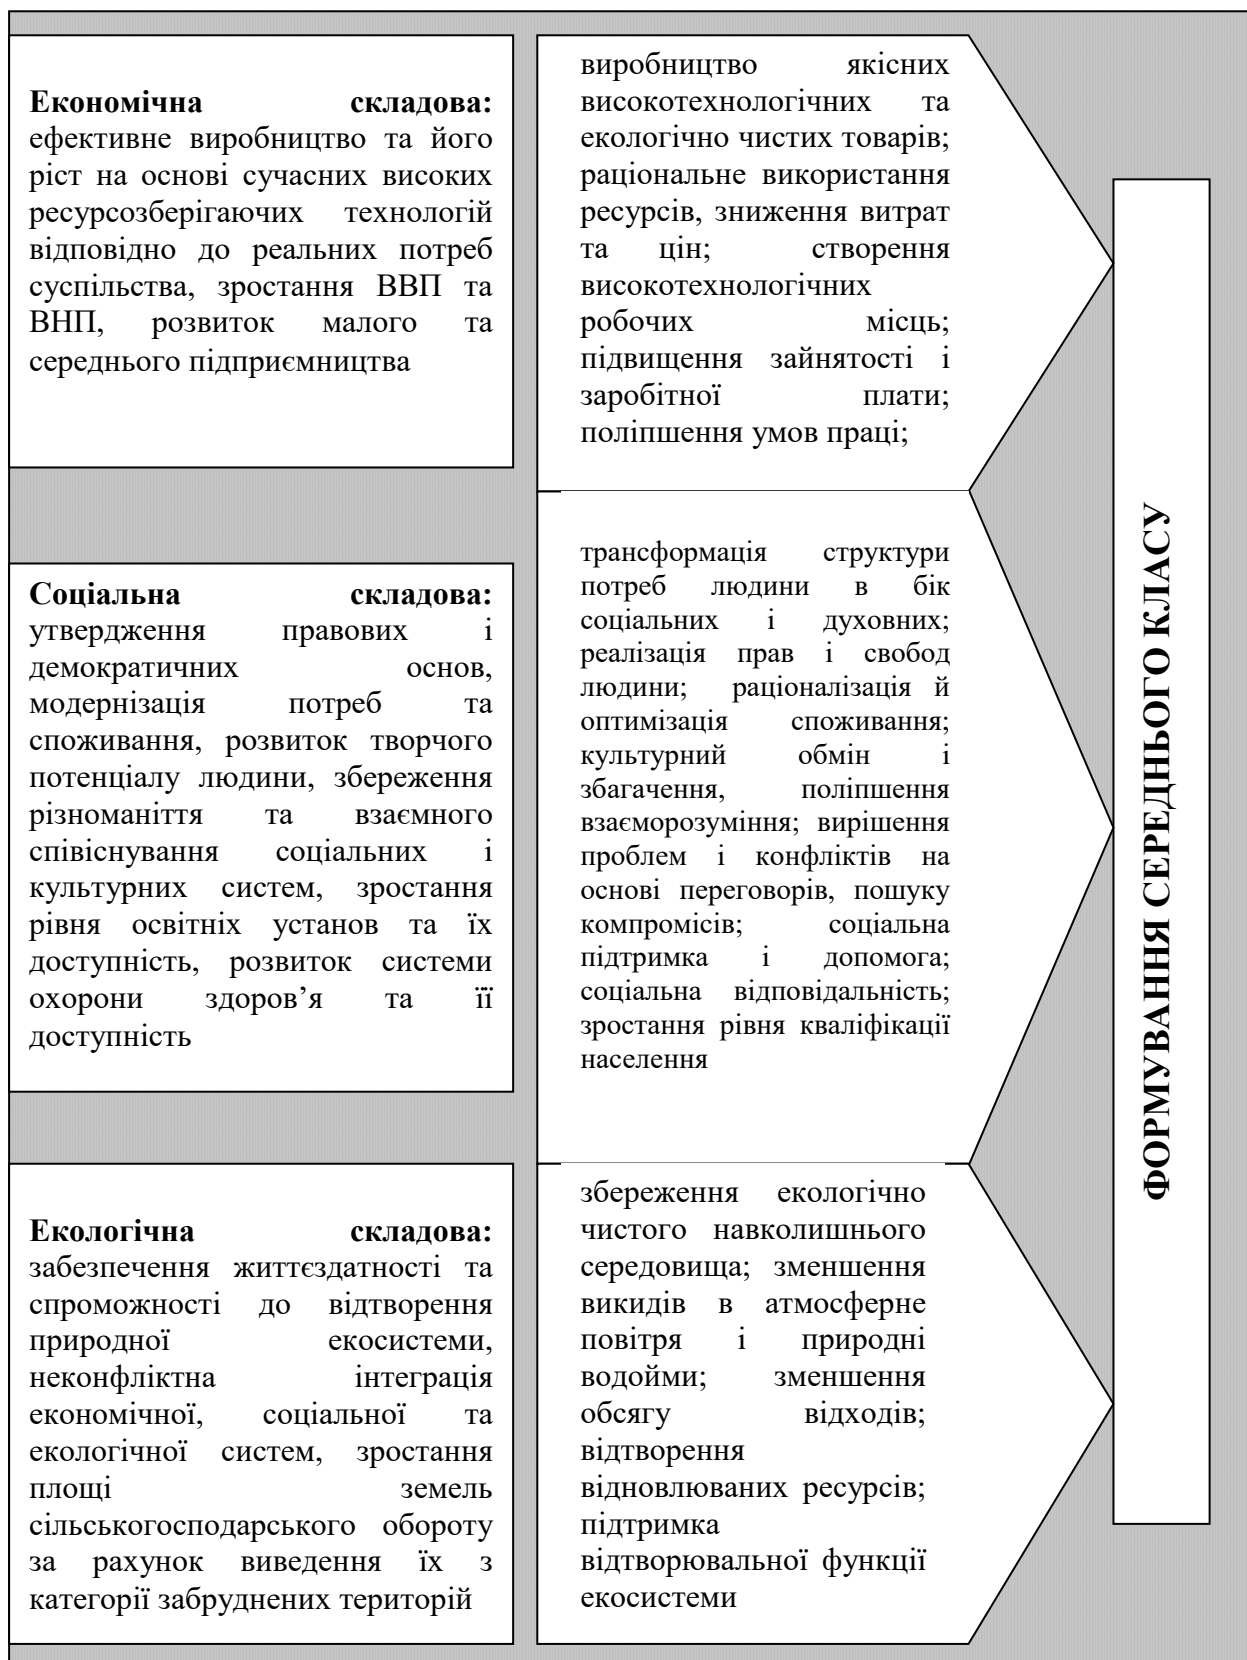 Економічна складова:
ефективне виробництво та його
ріст на основі сучасних високих
ресурсозберігаючих технологій
відповідно до реальних потреб
суспільства, зростання ВВП та
ВНП, розвиток малого та
середнього підприємництва
виробництво якісних
високотехнологічних та
екологічно чистих товарів;
раціональне використання
ресурсів, зниження витрат
та цін; створення
високотехнологічних
робочих місць;
підвищення зайнятості і
заробітної плати;
поліпшення умов праці;
Соціальна складова:
утвердження правових і
демократичних основ,
модернізація потреб та
споживання, розвиток творчого
потенціалу людини, збереження
різноманіття та взаємного
співіснування соціальних і
культурних систем, зростання
рівня освітніх установ та їх
доступність, розвиток системи
охорони здоров’я та її
доступність
трансформація структури
потреб людини в бік
соціальних і духовних;
реалізація прав і свобод
людини; раціоналізація й
оптимізація споживання;
культурний обмін і
збагачення, поліпшення
взаєморозуміння; вирішення
проблем і конфліктів на
основі переговорів, пошуку
компромісів; соціальна
підтримка і допомога;
соціальна відповідальність;
зростання рівня кваліфікації
населення
Екологічна складова:
забезпечення життєздатності та
спроможності до відтворення
природної екосистеми,
неконфліктна інтеграція
економічної, соціальної та
екологічної систем, зростання
площі земель
сільськогосподарського обороту
за рахунок виведення їх з
категорії забруднених територій
збереження екологічно
чистого навколишнього
середовища; зменшення
викидів в атмосферне
повітря і природні
водойми; зменшення
обсягу відходів;
відтворення
відновлюваних ресурсів;
підтримка
відтворювальної функції
екосистеми
ФОРМУВАННЯ СЕРЕДНЬОГО КЛАСУ